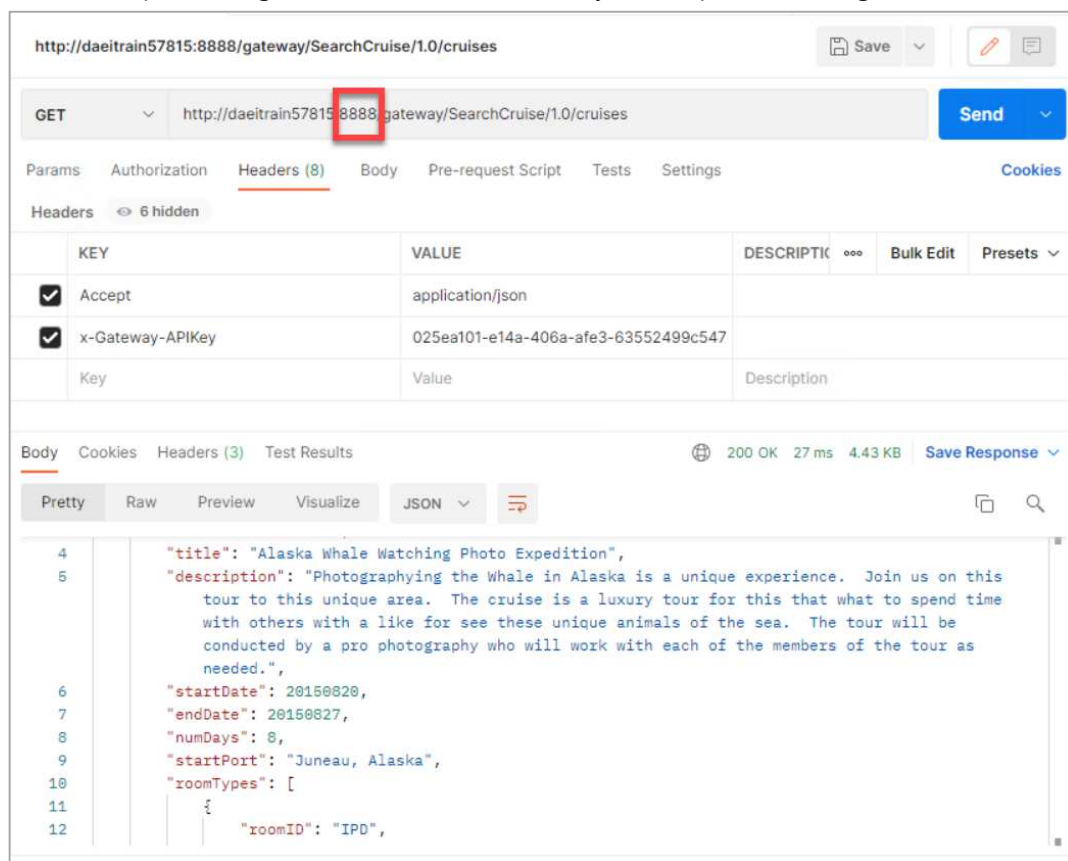 http://daeitrain57815:8888/gateway/SearchCruise/1.0/cruises Save
GET http://daeitrain57815:8888/gateway/SearchCruise/1.0/cruises Send
Params Authorization Headers (8) Body Pre-request Script Tests Settings Cookies
Headers 6 hidden
KEY VALUE DESCRIPTIC ooo Bulk Edit Presets
Accept application/json
x-Gateway-APIKey 025ea101-e14a-406a-afe3-63552499c547
Key Value Description
Body Cookies Headers (3) Test Results 200 OK 27 ms 4.43 KB Save Response
Pretty Raw Preview Visualize JSON
4 "title": "Alaska Whale Watching Photo Expedition",
5 "description": "Photographying the Whale in Alaska is a unique experience. Join us on this
tour to this unique area. The cruise is a luxury tour for this that what to spend time
with others with a like for see these unique animals of the sea. The tour will be
conducted by a pro photography who will work with each of the members of the tour as
needed.",
6 "startDate": 20150820,
7 "endDate": 20150827,
8 "numDays": 8,
9 "startPort": "Juneau, Alaska",
10 "roomTypes": [
11 {
12 "roomID": "IPD",